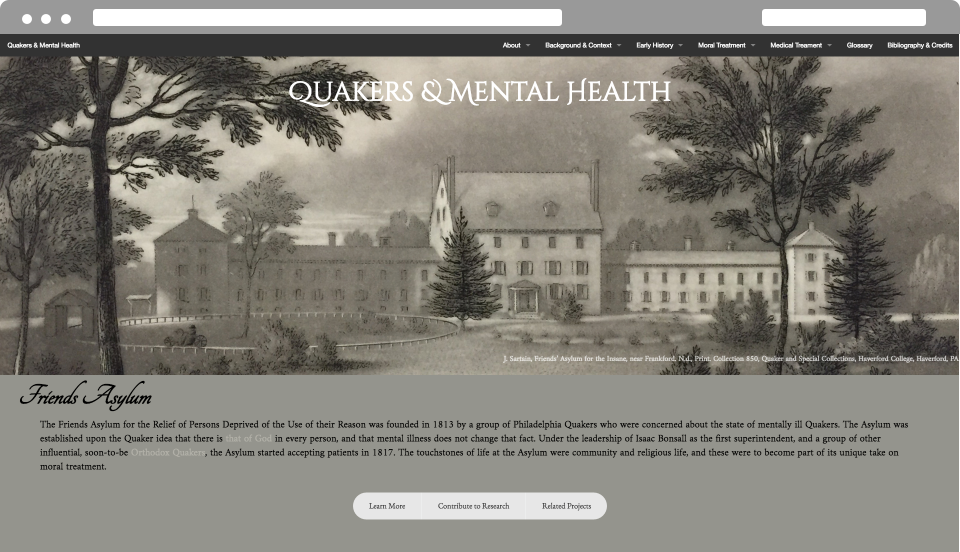 Quakers & Mental Health
About Background & Context Early History Moral Treatment Medical Treament Glossary Bibliography & Credits
QUAKERS & MENTAL HEALTH
J. Sartain, Friends' Asylum for the Insane, near Frankford, N.d., Print, Collection 850, Quaker and Special Collections, Haverford College, Haverford, PA
Friends Asylum
The Friends Asylum for the Relief of Persons Deprived of the Use of their Reason was founded in 1813 by a group of Philadelphia Quakers who were concerned about the state of mentally ill Quakers. The Asylum was
established upon the Quaker idea that there is that of God in every person, and that mental illness does not change that fact. Under the leadership of Isaac Bonsall as the first superintendent, and a group of other
influential, soon-to-be Orthodox Quakers, the Asylum started accepting patients in 1817. The touchstones of life at the Asylum were community and religious life, and these were to become part of its unique take on
moral treatment.
Learn More Contribute to Research Related Projects